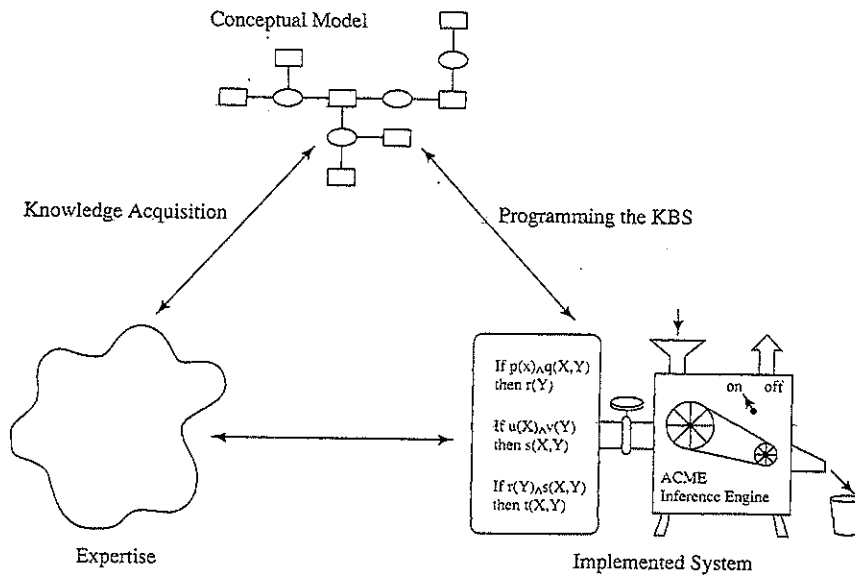 Conceptual Model
Knowledge Acquisition
Programming the KBS
If p(x)∧q(X,Y)
then r(Y)
If u(X)∧v(Y)
then s(X,Y)
If r(Y)∧s(X,Y)
then t(X,Y)
on off
ACME
Inference Engine
Expertise
Implemented System